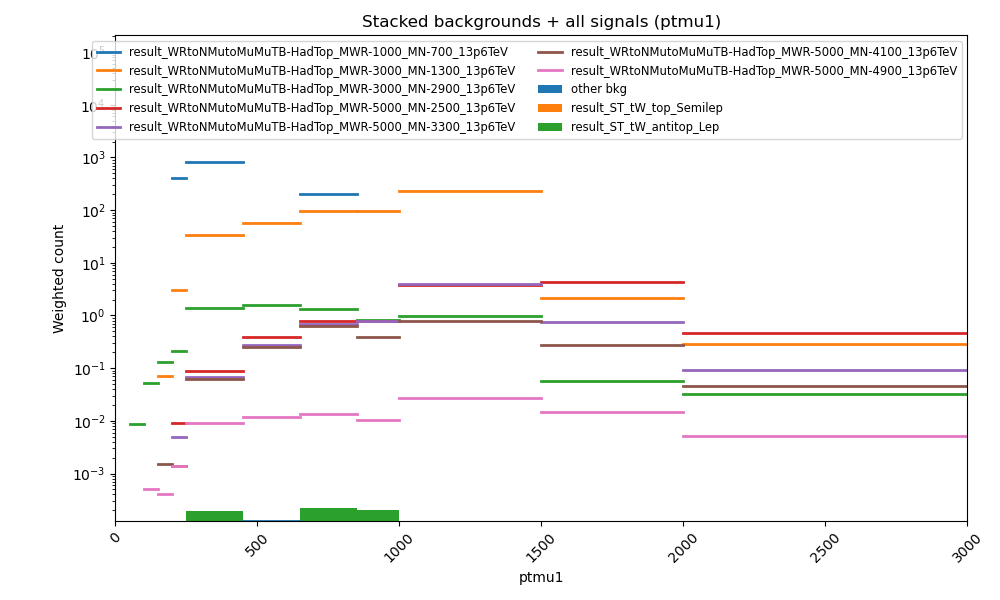 Stacked backgrounds + all signals (ptmu1)
result_WRtoNMutoMuMuTB-HadTop_MWR-1000_MN-700_13p6TeV
result_WRtoNMutoMuMuTB-HadTop_MWR-3000_MN-1300_13p6TeV
result_WRtoNMutoMuMuTB-HadTop_MWR-3000_MN-2900_13p6TeV
result_WRtoNMutoMuMuTB-HadTop_MWR-5000_MN-2500_13p6TeV
result_WRtoNMutoMuMuTB-HadTop_MWR-5000_MN-3300_13p6TeV
result_WRtoNMutoMuMuTB-HadTop_MWR-5000_MN-4100_13p6TeV
result_WRtoNMutoMuMuTB-HadTop_MWR-5000_MN-4900_13p6TeV
other bkg
result_ST_tW_top_Semilep
result_ST_tW_antitop_Lep
Weighted count
10⁵
10⁴
10³
10²
10¹
10⁰
10⁻¹
10⁻²
10⁻³
0
500
1000
1500
2000
2500
3000
ptmu1